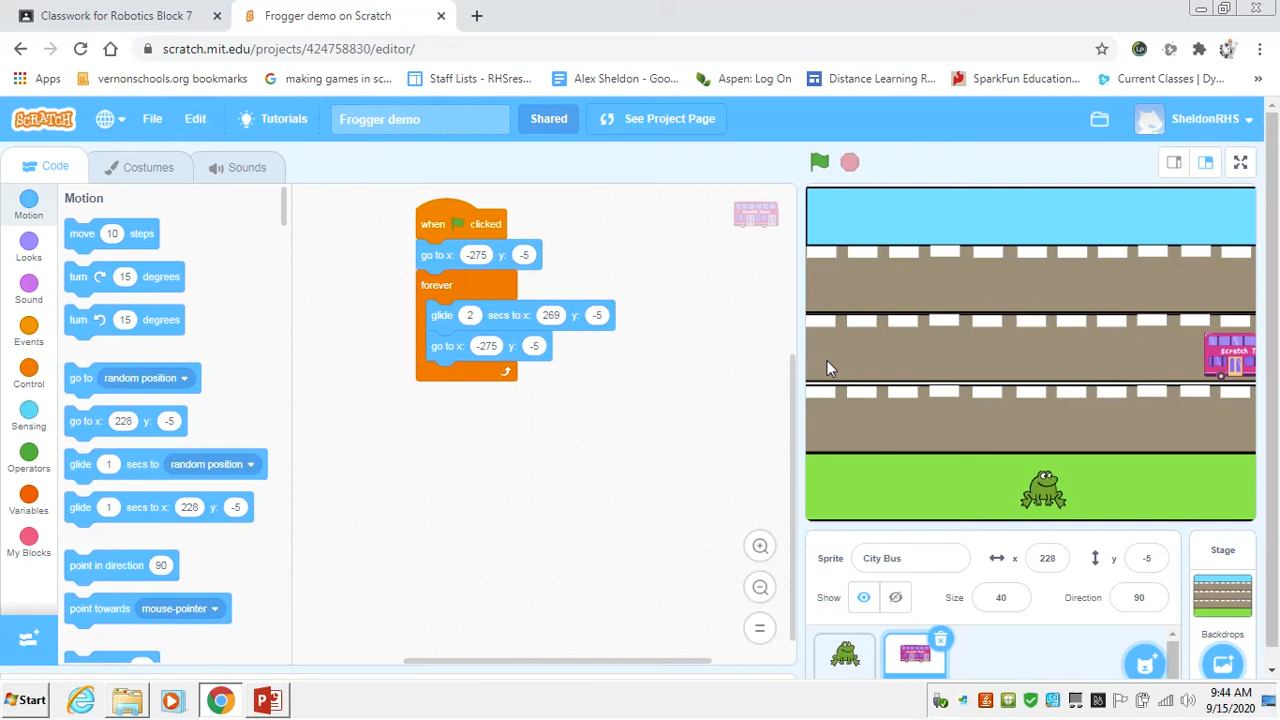 Classwork for Robotics Block 7
Frogger demo on Scratch
scratch.mit.edu/projects/424758830/editor/
Apps
vernonschools.org bookmarks
making games in sc...
Staff Lists - RHSres...
Alex Sheldon - Goo...
Aspen: Log On
Distance Learning R...
SparkFun Education...
Current Classes | Dy...
SCRATCH
File
Edit
Tutorials
Frogger demo
Shared
See Project Page
SheldonRHS
Code
Costumes
Sounds
Motion
Looks
Sound
Events
Control
Sensing
Operators
Variables
My Blocks
Motion
move 10 steps
turn 15 degrees
turn 15 degrees
go to random position
go to x: 228 y: -5
glide 1 secs to random position
glide 1 secs to x: 228 y: -5
point in direction 90
point towards mouse-pointer
when clicked
go to x: -275 y: -5
forever
glide 2 secs to x: 269 y: -5
go to x: -275 y: -5
Scratch T
Sprite City Bus x 228 y -5
Show Size 40 Direction 90
Stage
Backdrops
Start
9:44 AM
9/15/2020